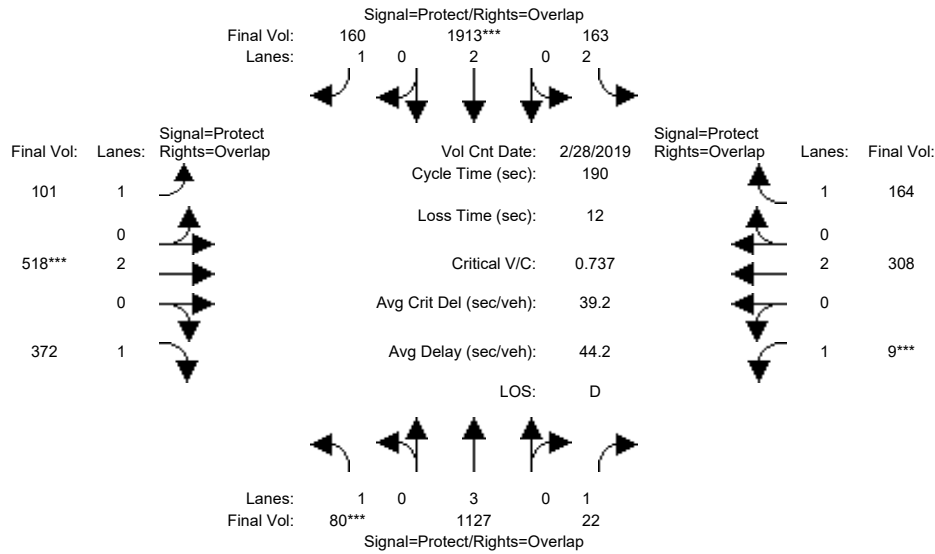 Signal=Protect/Rights=Overlap
Final Vol: 160 1913*** 163
Lanes: 1 0 2 0 2
Signal=Protect
Final Vol: Lanes: Rights=Overlap
Vol Cnt Date: 2/28/2019
Signal=Protect
Rights=Overlap Lanes: Final Vol:
Cycle Time (sec): 190
101 1
1 164
Loss Time (sec): 12
0
0
518*** 2
Critical V/C: 0.737
2 308
0
Avg Crit Del (sec/veh): 39.2
0
372 1
Avg Delay (sec/veh): 44.2
1 9***
LOS: D
Lanes: 1 0 3 0 1
Final Vol: 80*** 1127 22
Signal=Protect/Rights=Overlap